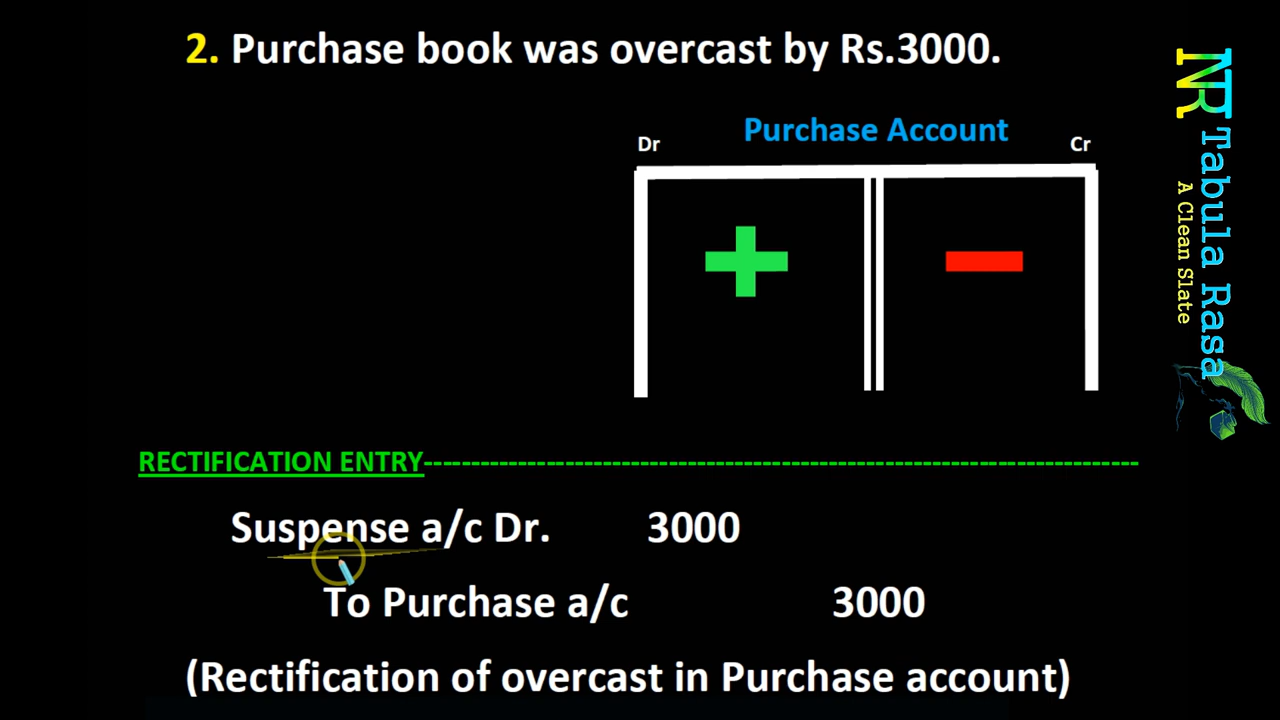 2. Purchase book was overcast by Rs.3000.
Purchase Account
Dr
Cr
RECTIFICATION ENTRY
Suspense a/c Dr. 3000
To Purchase a/c 3000
(Rectification of overcast in Purchase account)
NR
Tabula Rasa
A Clean Slate